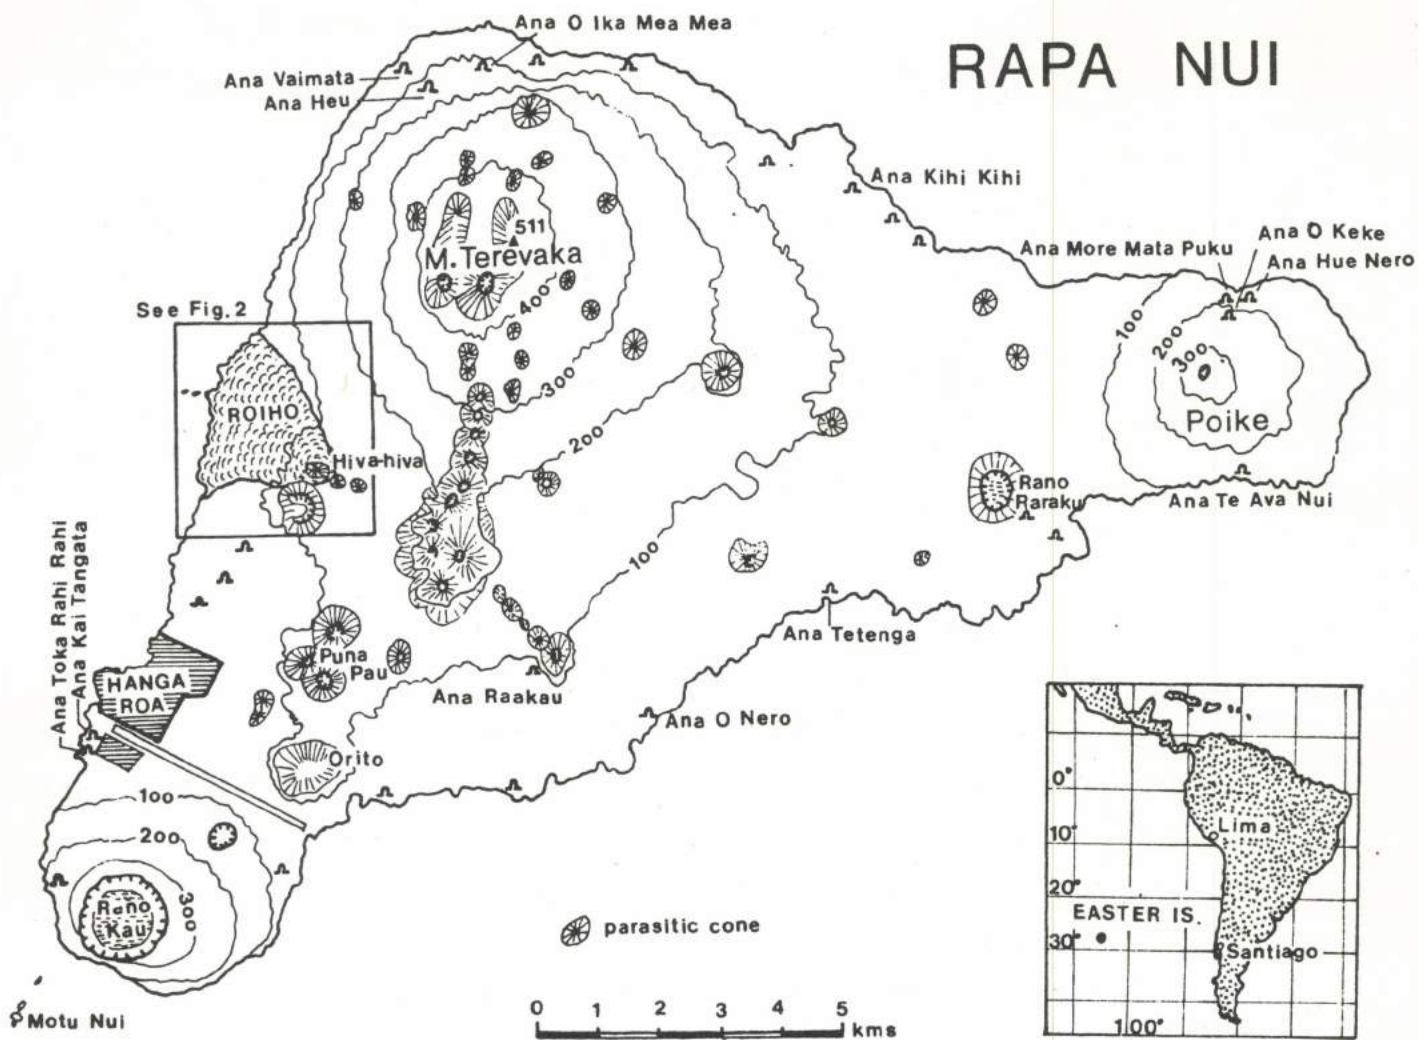 RAPA NUI
Ana O Ika Mea Mea
Ana Vaimata
Ana Heu
Ana Kihi Kihi
Ana More Mata Puku
Ana O Keke
Ana Hue Nero
511
M. Terevaka
400
300
200
100
See Fig. 2
ROIHO
Hiva-hiva
100
200
300
Poike
Rano
Raraku
Ana Te Ava Nui
Ana Toka Rahi Rahi
Ana Kai Tangata
HANGA
ROA
Puna
Pau
Ana Raakau
Ana Tetenga
Ana O Nero
Orito
100
200
300
Rano
Kau
Motu Nui
parasitic cone
0 1 2 3 4 5
kms
0°
10°
20°
30°
Lima
EASTER IS.
Santiago
100°